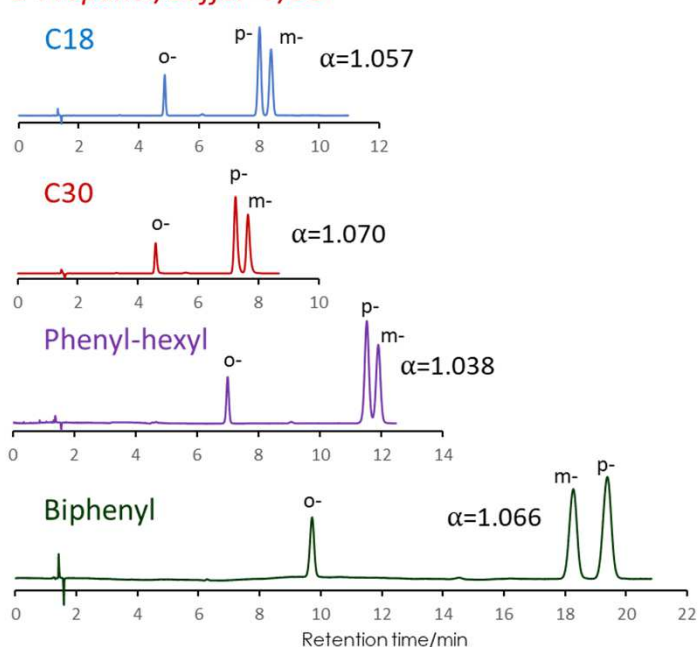 C18
o-
p-
m-
α=1.057
0 2 4 6 8 10 12
C30
o-
p-
m-
α=1.070
0 2 4 6 8 10
Phenyl-hexyl
o-
p-
m-
α=1.038
0 2 4 6 8 10 12 14
Biphenyl
o-
m-
p-
α=1.066
0 2 4 6 8 10 12 14 16 18 20 22
Retention time/min